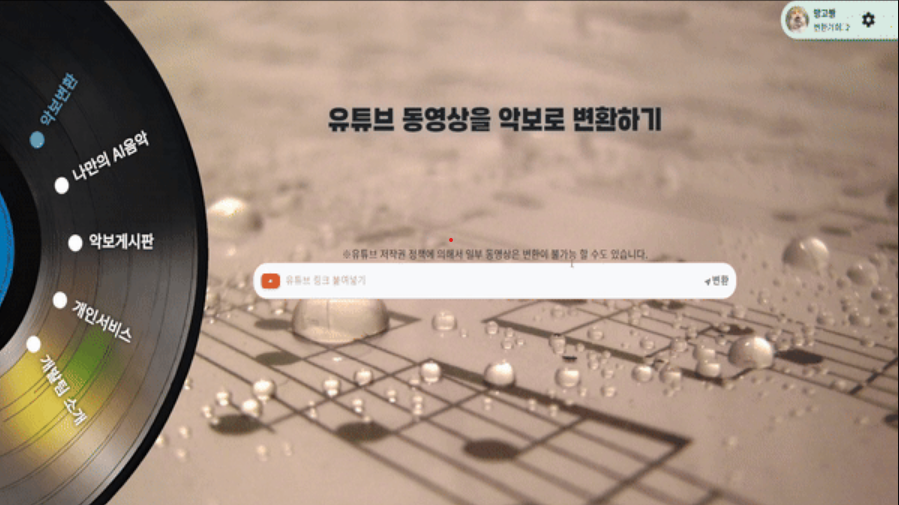 악보변환
나만의 AI음악
악보게시판
개인서비스
개발팀 소개
유튜브 동영상을 악보로 변환하기
※유튜브 저작권 정책에 의해서 일부 동영상은 변환이 불가능 할 수도 있습니다.
유튜브 링크 붙여넣기
변환